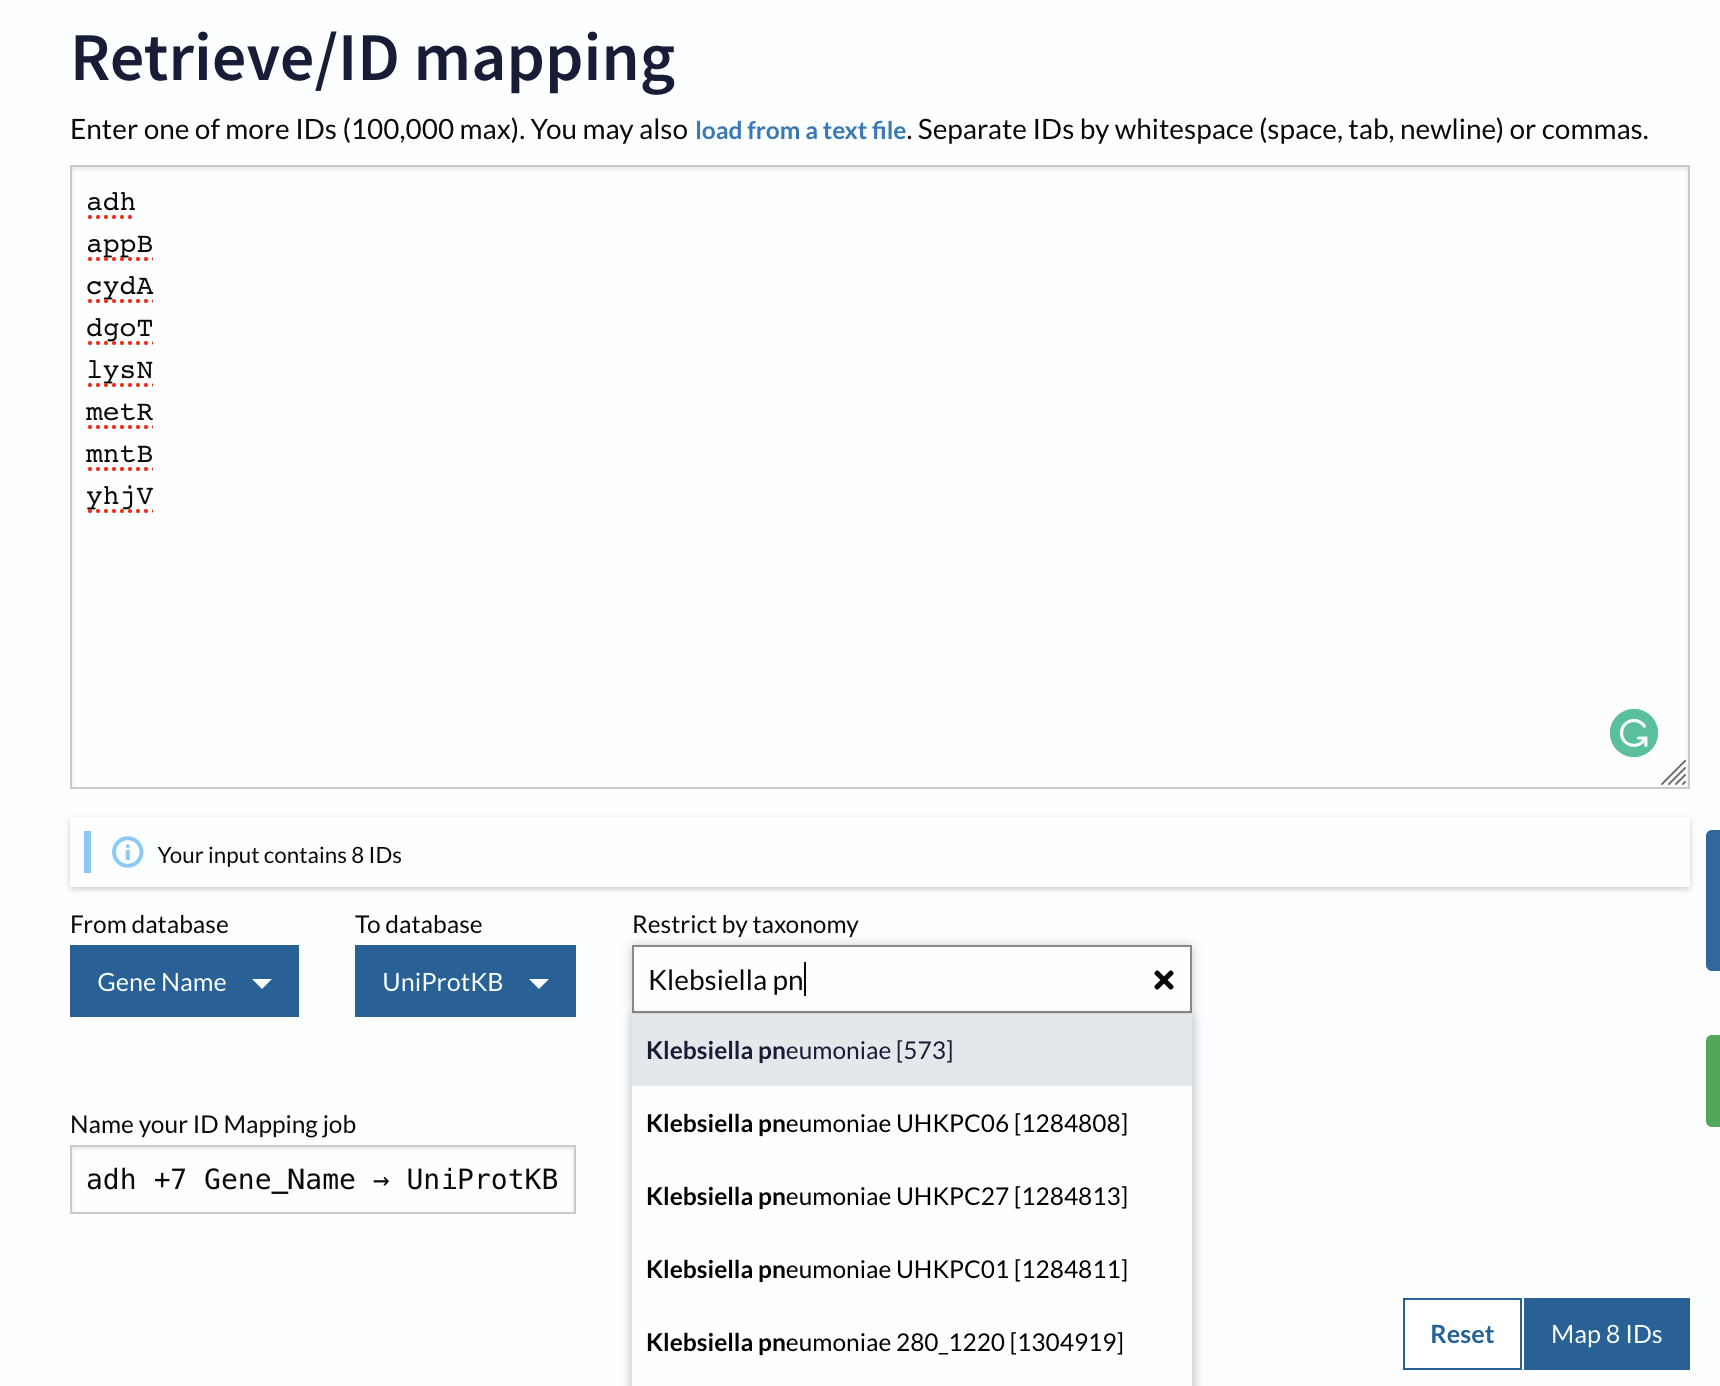 Retrieve/ID mapping
Enter one of more IDs (100,000 max). You may also load from a text file. Separate IDs by whitespace (space, tab, newline) or commas.
adh
appB
cydA
dgoT
lysN
metR
mntB
yhjV
Your input contains 8 IDs
From database
To database
Restrict by taxonomy
Gene Name
UniProtKB
Klebsiella pn
Klebsiella pneumoniae [573]
Klebsiella pneumoniae UHKPC06 [1284808]
Klebsiella pneumoniae UHKPC27 [1284813]
Klebsiella pneumoniae UHKPC01 [1284811]
Klebsiella pneumoniae 280_1220 [1304919]
Name your ID Mapping job
adh +7 Gene_Name → UniProtKB
Reset
Map 8 IDs